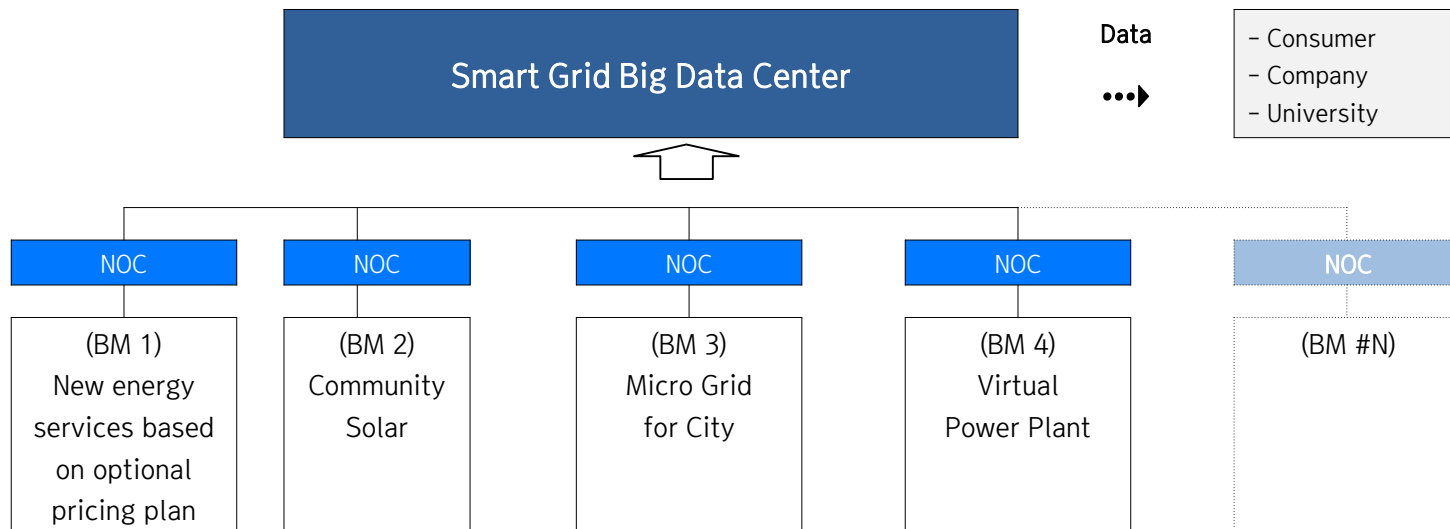 Smart Grid Big Data Center
Data
– Consumer
– Company
– University
NOC
NOC
NOC
NOC
NOC
(BM 1)
New energy
services based
on optional
pricing plan
(BM 2)
Community
Solar
(BM 3)
Micro Grid
for City
(BM 4)
Virtual
Power Plant
(BM #N)